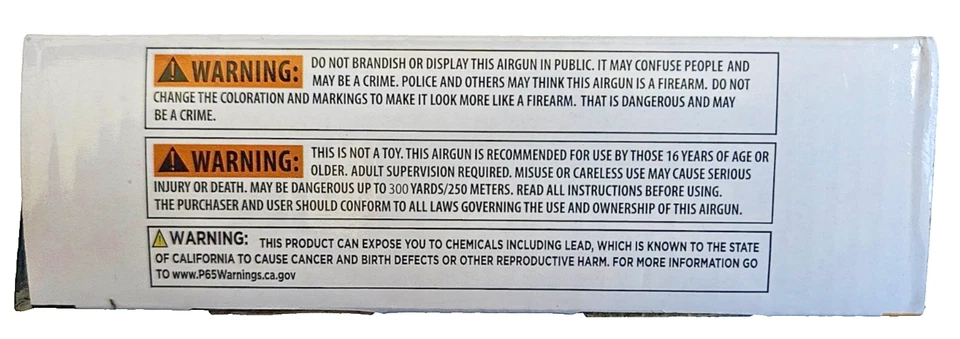 WARNING: DO NOT BRANDISH OR DISPLAY THIS AIRGUN IN PUBLIC. IT MAY CONFUSE PEOPLE AND
MAY BE A CRIME. POLICE AND OTHERS MAY THINK THIS AIRGUN IS A FIREARM. DO NOT
CHANGE THE COLORATION AND MARKINGS TO MAKE IT LOOK MORE LIKE A FIREARM. THAT IS DANGEROUS AND MAY
BE A CRIME.
WARNING: THIS IS NOT A TOY. THIS AIRGUN IS RECOMMENDED FOR USE BY THOSE 16 YEARS OF AGE OR
OLDER. ADULT SUPERVISION REQUIRED. MISUSE OR CARELESS USE MAY CAUSE SERIOUS
INJURY OR DEATH. MAY BE DANGEROUS UP TO 300 YARDS/250 METERS. READ ALL INSTRUCTIONS BEFORE USING.
THE PURCHASER AND USER SHOULD CONFORM TO ALL LAWS GOVERNING THE USE AND OWNERSHIP OF THIS AIRGUN.
WARNING: THIS PRODUCT CAN EXPOSE YOU TO CHEMICALS INCLUDING LEAD, WHICH IS KNOWN TO THE STATE
OF CALIFORNIA TO CAUSE CANCER AND BIRTH DEFECTS OR OTHER REPRODUCTIVE HARM. FOR MORE INFORMATION GO
TO www.P65Warnings.ca.gov